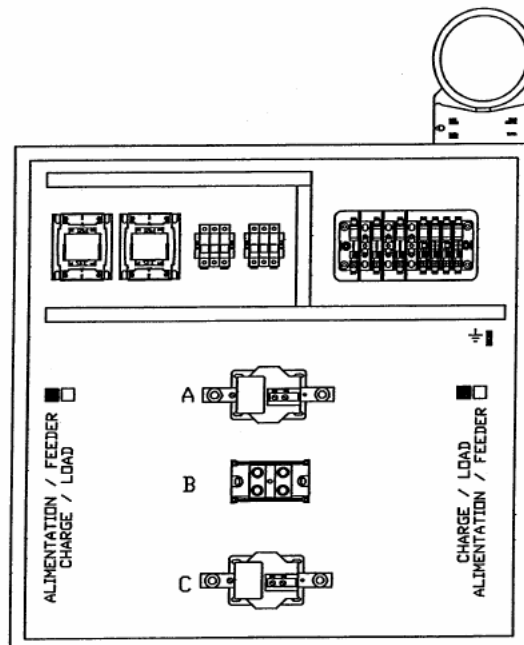 A
B
C
ALIMENTATION / FEEDER
CHARGE / LOAD
CHARGE / LOAD
ALIMENTATION / FEEDER